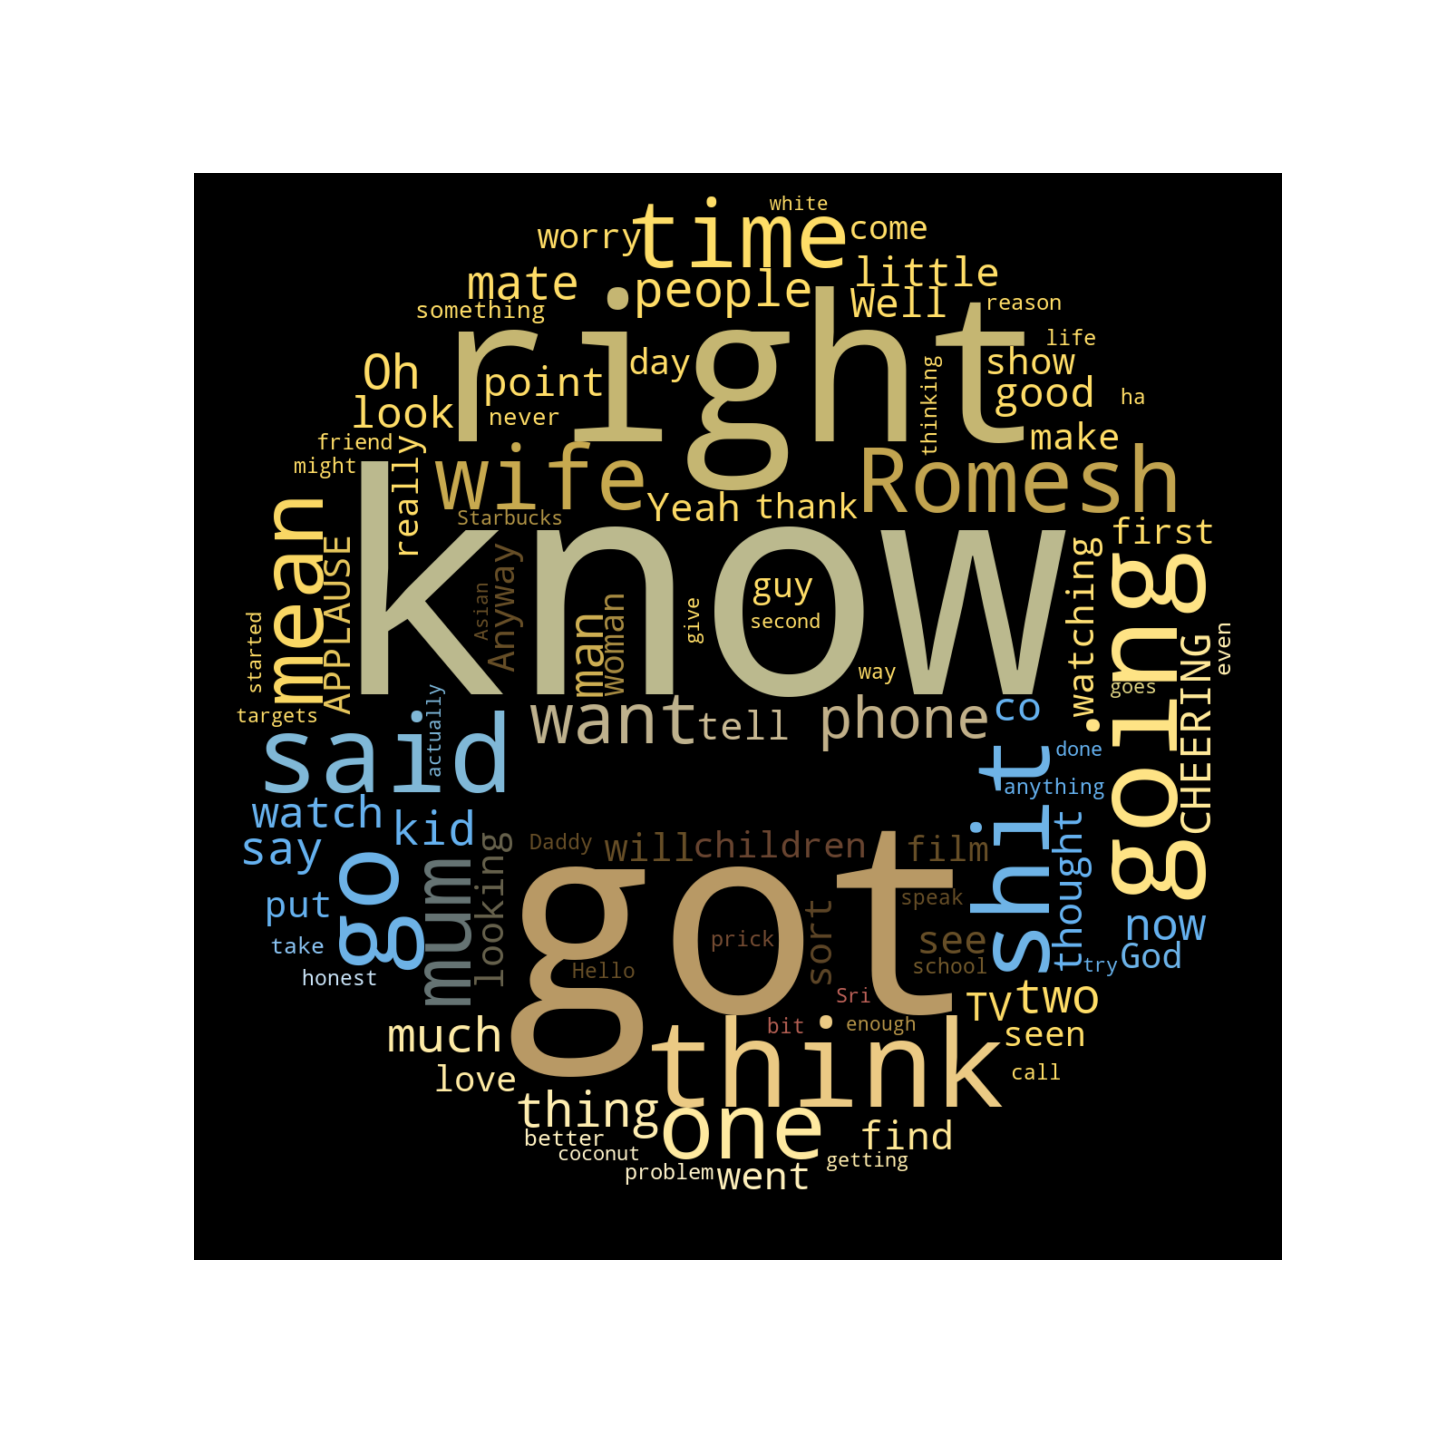 white
time
come
worry
little
mate
people
Well
something
reason
right
life
Oh
day
show
point
thinking
good
look
never
ha
make
friend
might
really
wife
Romesh
Yeah
thank
Starbucks
first
mean
APPLAUSE
know
watching
going
Asian
Anyway
guy
man
woman
give
second
started
CHEERING
even
way
goes
targets
actually
said
want
tell
phone
co
shit
done
anything
watch
kid
say
Daddy
will
children
film
thought
go
mum
looking
got
put
speak
sort
prick
see
now
take
Hello
school
try
God
honest
Sri
TV
two
much
bit
enough
think
seen
love
call
thing
one
better
find
coconut
problem
went
getting